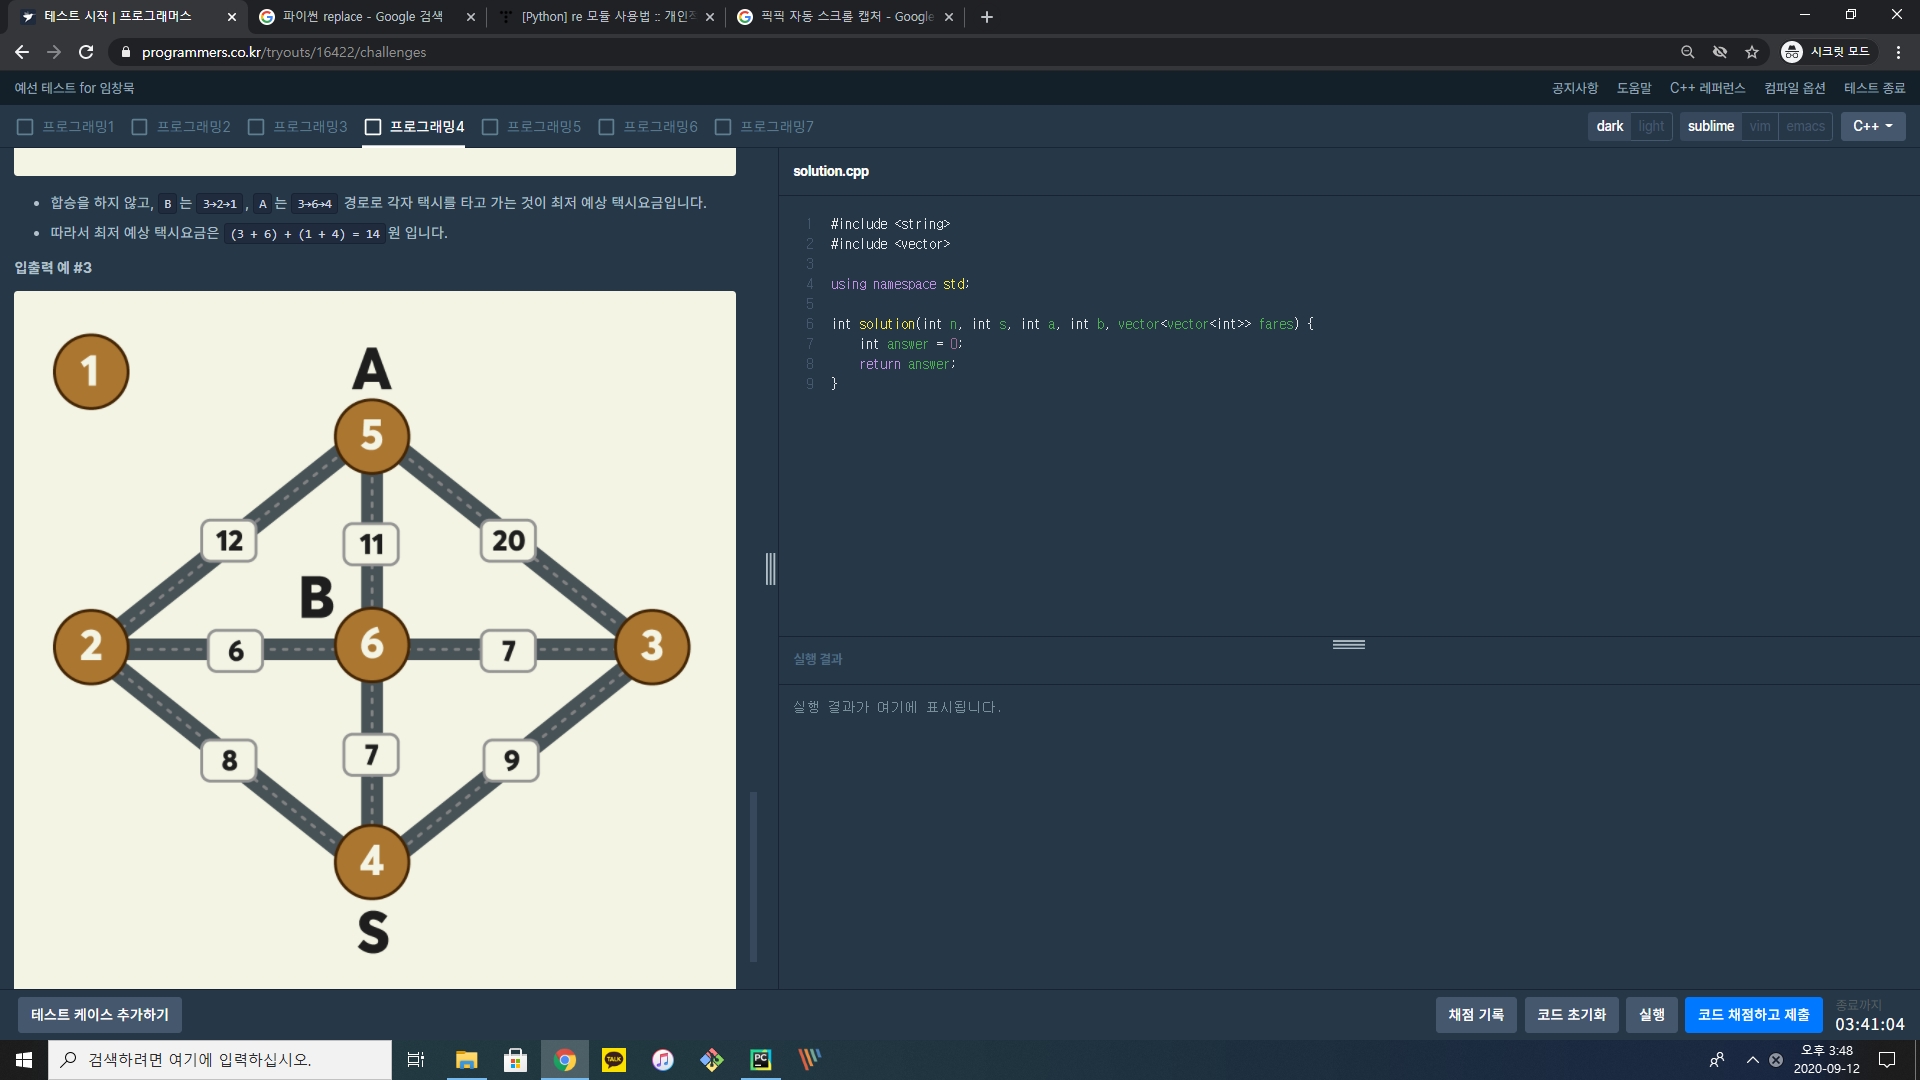 테스트 시작 | 프로그래머스
파이썬 replace - Google 검색
[Python] re 모듈 사용법 :: 개인적
픽픽 자동 스크롤 캡처 - Google
programmers.co.kr/tryouts/16422/challenges
시크릿 모드
예선 테스트 for 임창묵
공지사항 도움말 C++ 레퍼런스 컴파일 옵션 테스트 종료
프로그래밍1 프로그래밍2 프로그래밍3 프로그래밍4 프로그래밍5 프로그래밍6 프로그래밍7
dark light sublime vim emacs C++
합승을 하지 않고, B 는 3→2→1 , A 는 3→6→4 경로로 각자 택시를 타고 가는 것이 최저 예상 택시요금입니다.
따라서 최저 예상 택시요금은 (3 + 6) + (1 + 4) = 14 원 입니다.
입출력 예 #3
1
A
5
12 11 20
B
2 6 6 7 3
8 7 9
4
S
solution.cpp
1 #include <string>
2 #include <vector>
3
4 using namespace std;
5
6 int solution(int n, int s, int a, int b, vector<vector<int>> fares) {
7 int answer = 0;
8 return answer;
9 }
실행 결과
실행 결과가 여기에 표시됩니다.
테스트 케이스 추가하기
채점 기록 코드 초기화 실행 코드 채점하고 제출
종료까지
03:41:04
검색하려면 여기에 입력하십시오.
TALK
PC
오후 3:48
2020-09-12